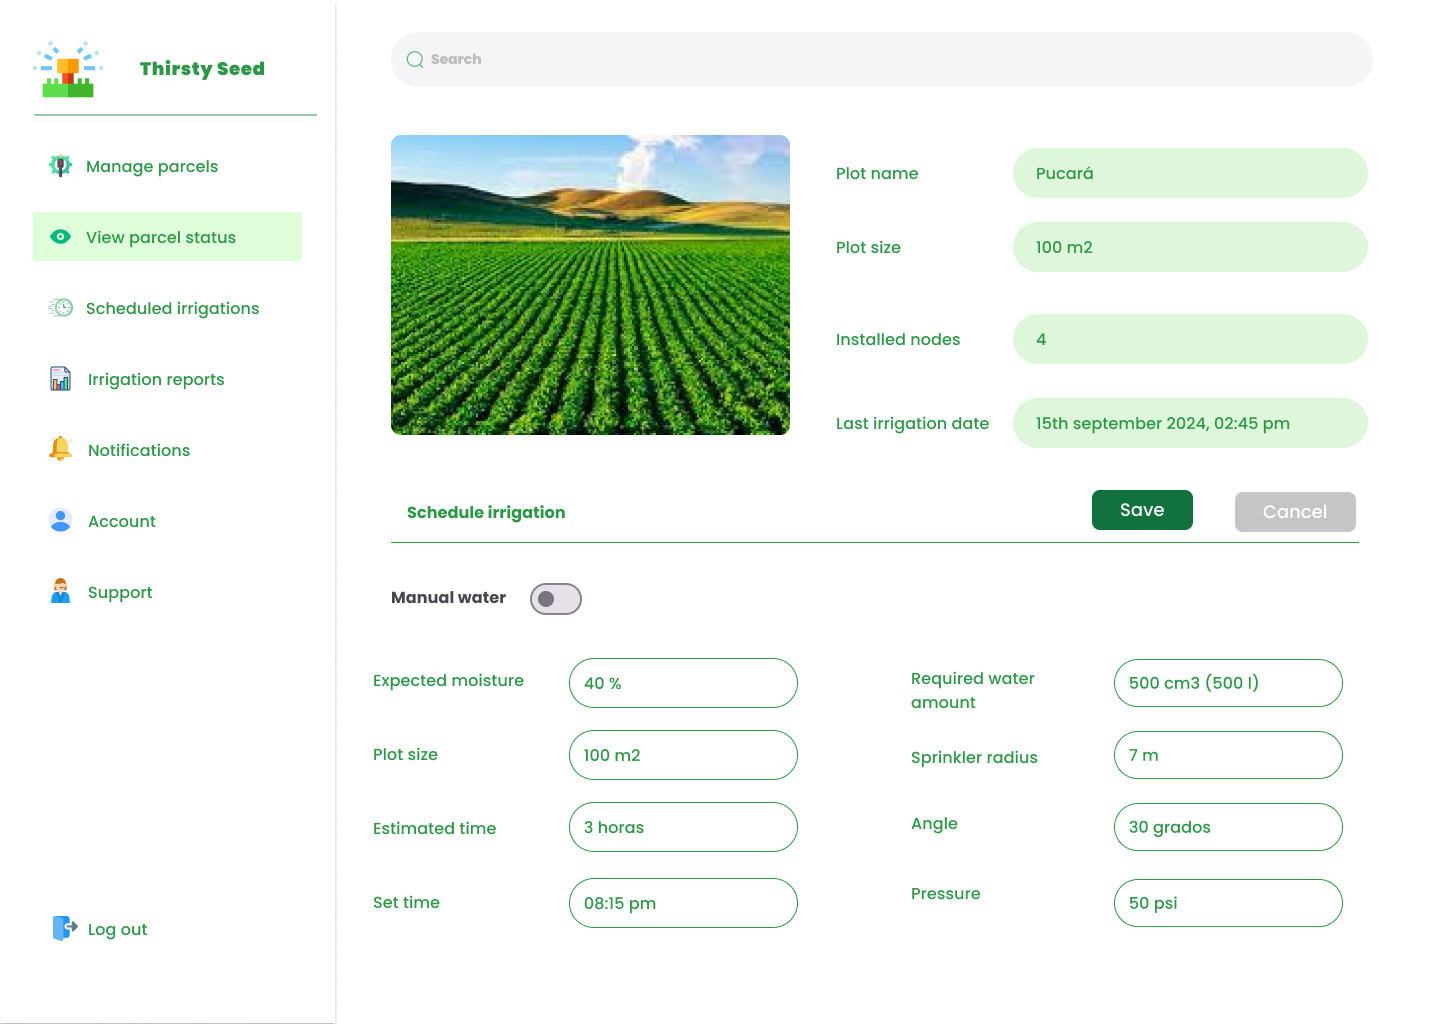 Thirsty Seed
Search
Manage parcels
View parcel status
Scheduled irrigations
Irrigation reports
Notifications
Account
Support
Log out
Plot name
Pucará
Plot size
100 m2
Installed nodes
4
Last irrigation date
15th september 2024, 02:45 pm
Schedule irrigation
Save
Cancel
Manual water
Expected moisture
40 %
Plot size
100 m2
Estimated time
3 horas
Set time
08:15 pm
Required water
amount
500 cm3 (500 l)
Sprinkler radius
7 m
Angle
30 grados
Pressure
50 psi